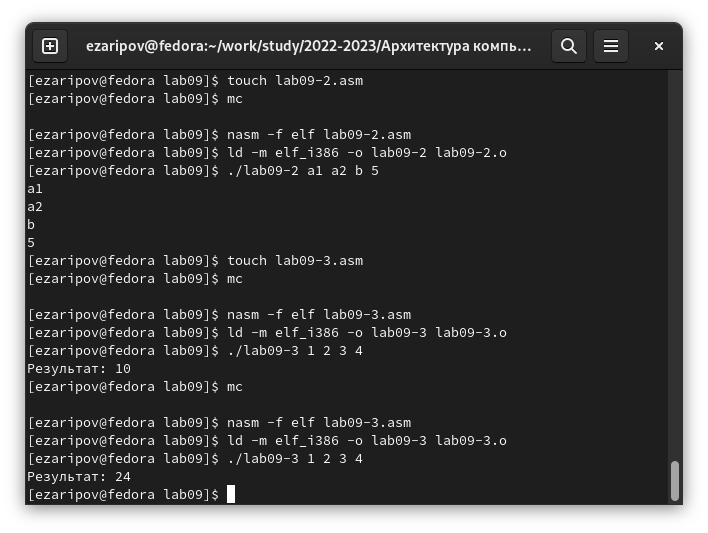 ezaripov@fedora:~/work/study/2022-2023/Архитектура компь...
[ezaripov@fedora lab09]$ touch lab09-2.asm
[ezaripov@fedora lab09]$ mc
[ezaripov@fedora lab09]$ nasm -f elf lab09-2.asm
[ezaripov@fedora lab09]$ ld -m elf_i386 -o lab09-2 lab09-2.o
[ezaripov@fedora lab09]$ ./lab09-2 a1 a2 b 5
a1
a2
b
5
[ezaripov@fedora lab09]$ touch lab09-3.asm
[ezaripov@fedora lab09]$ mc
[ezaripov@fedora lab09]$ nasm -f elf lab09-3.asm
[ezaripov@fedora lab09]$ ld -m elf_i386 -o lab09-3 lab09-3.o
[ezaripov@fedora lab09]$ ./lab09-3 1 2 3 4
Результат: 10
[ezaripov@fedora lab09]$ mc
[ezaripov@fedora lab09]$ nasm -f elf lab09-3.asm
[ezaripov@fedora lab09]$ ld -m elf_i386 -o lab09-3 lab09-3.o
[ezaripov@fedora lab09]$ ./lab09-3 1 2 3 4
Результат: 24
[ezaripov@fedora lab09]$